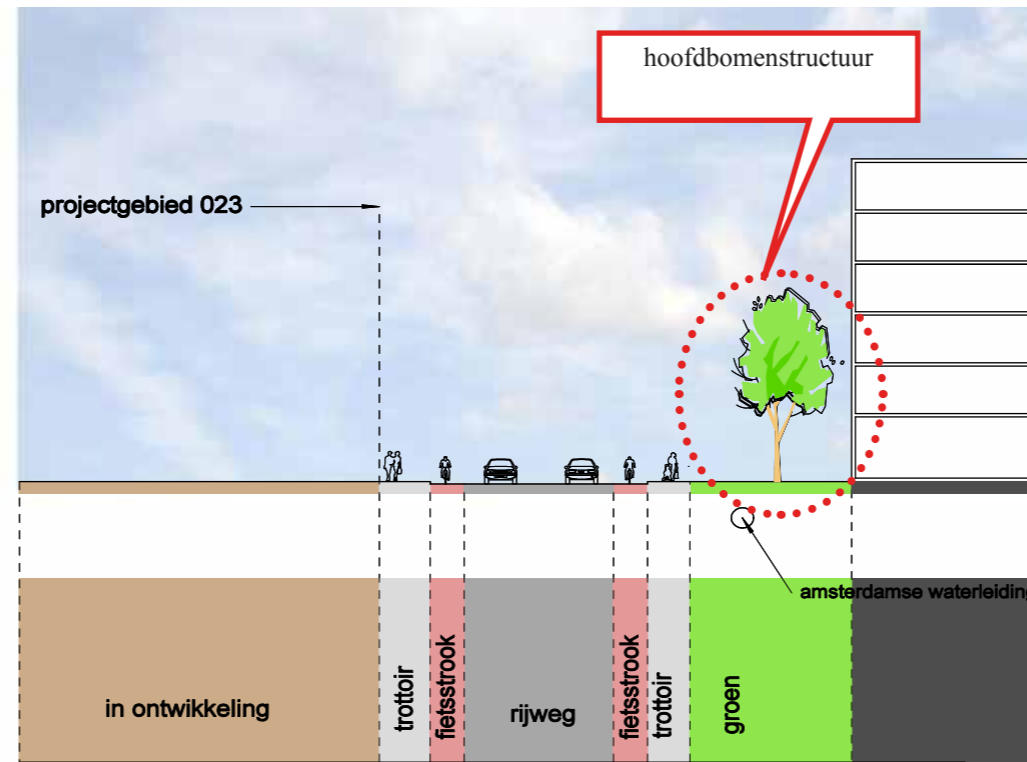 hoofdbomenstructuur
projectgebied 023
amsterdamse waterleiding
in ontwikkeling
trottoir
fietsstrook
rijweg
fietsstrook
trottoir
groen